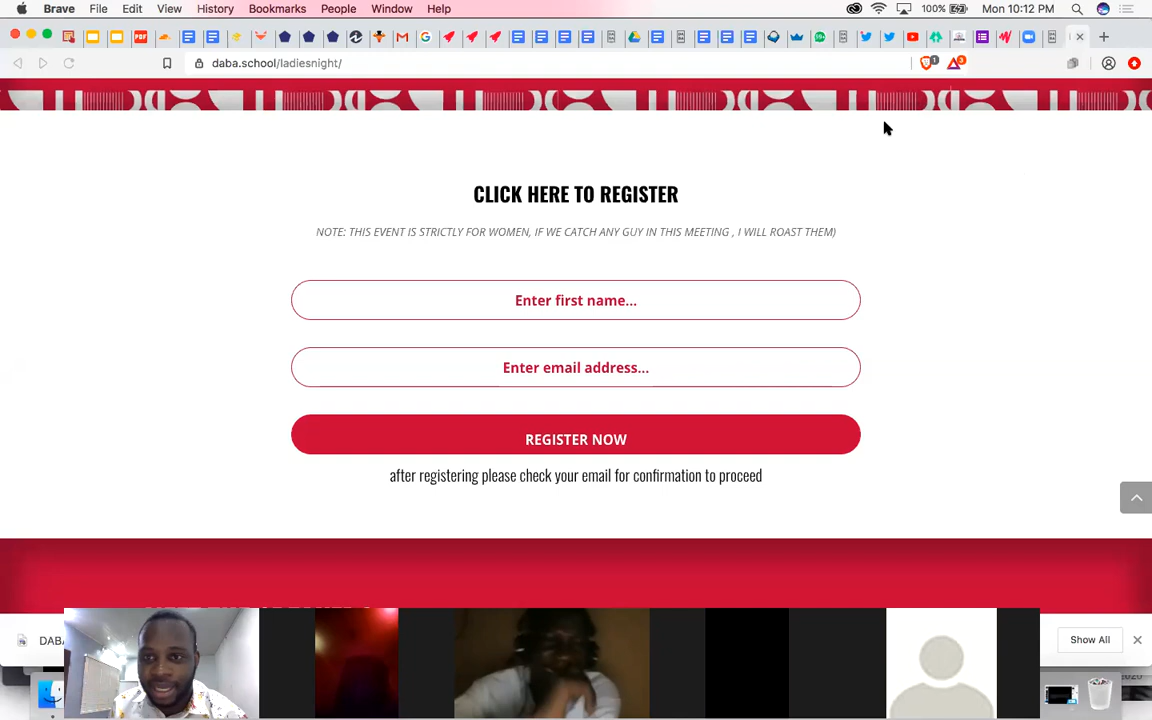 Brave File Edit View History Bookmarks People Window Help 100% Mon 10:12 PM
daba.school/ladiesnight/
CLICK HERE TO REGISTER
NOTE: THIS EVENT IS STRICTLY FOR WOMEN, IF WE CATCH ANY GUY IN THIS MEETING , I WILL ROAST THEM)
Enter first name...
Enter email address...
REGISTER NOW
after registering please check your email for confirmation to proceed
DABA
Show All